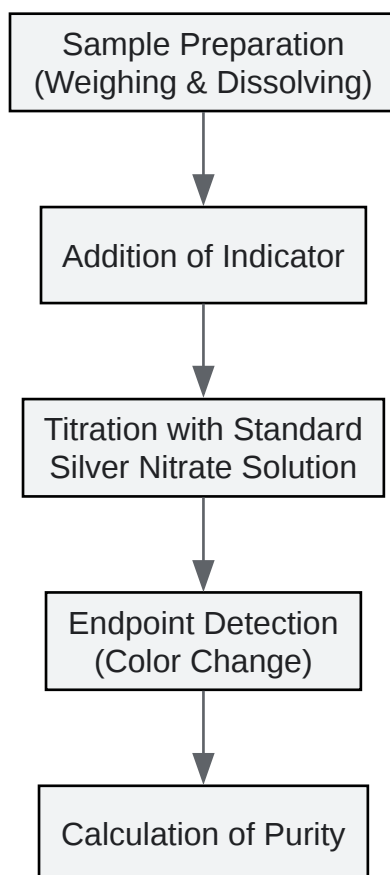 Sample Preparation
(Weighing & Dissolving)
Addition of Indicator
Titration with Standard
Silver Nitrate Solution
Endpoint Detection
(Color Change)
Calculation of Purity